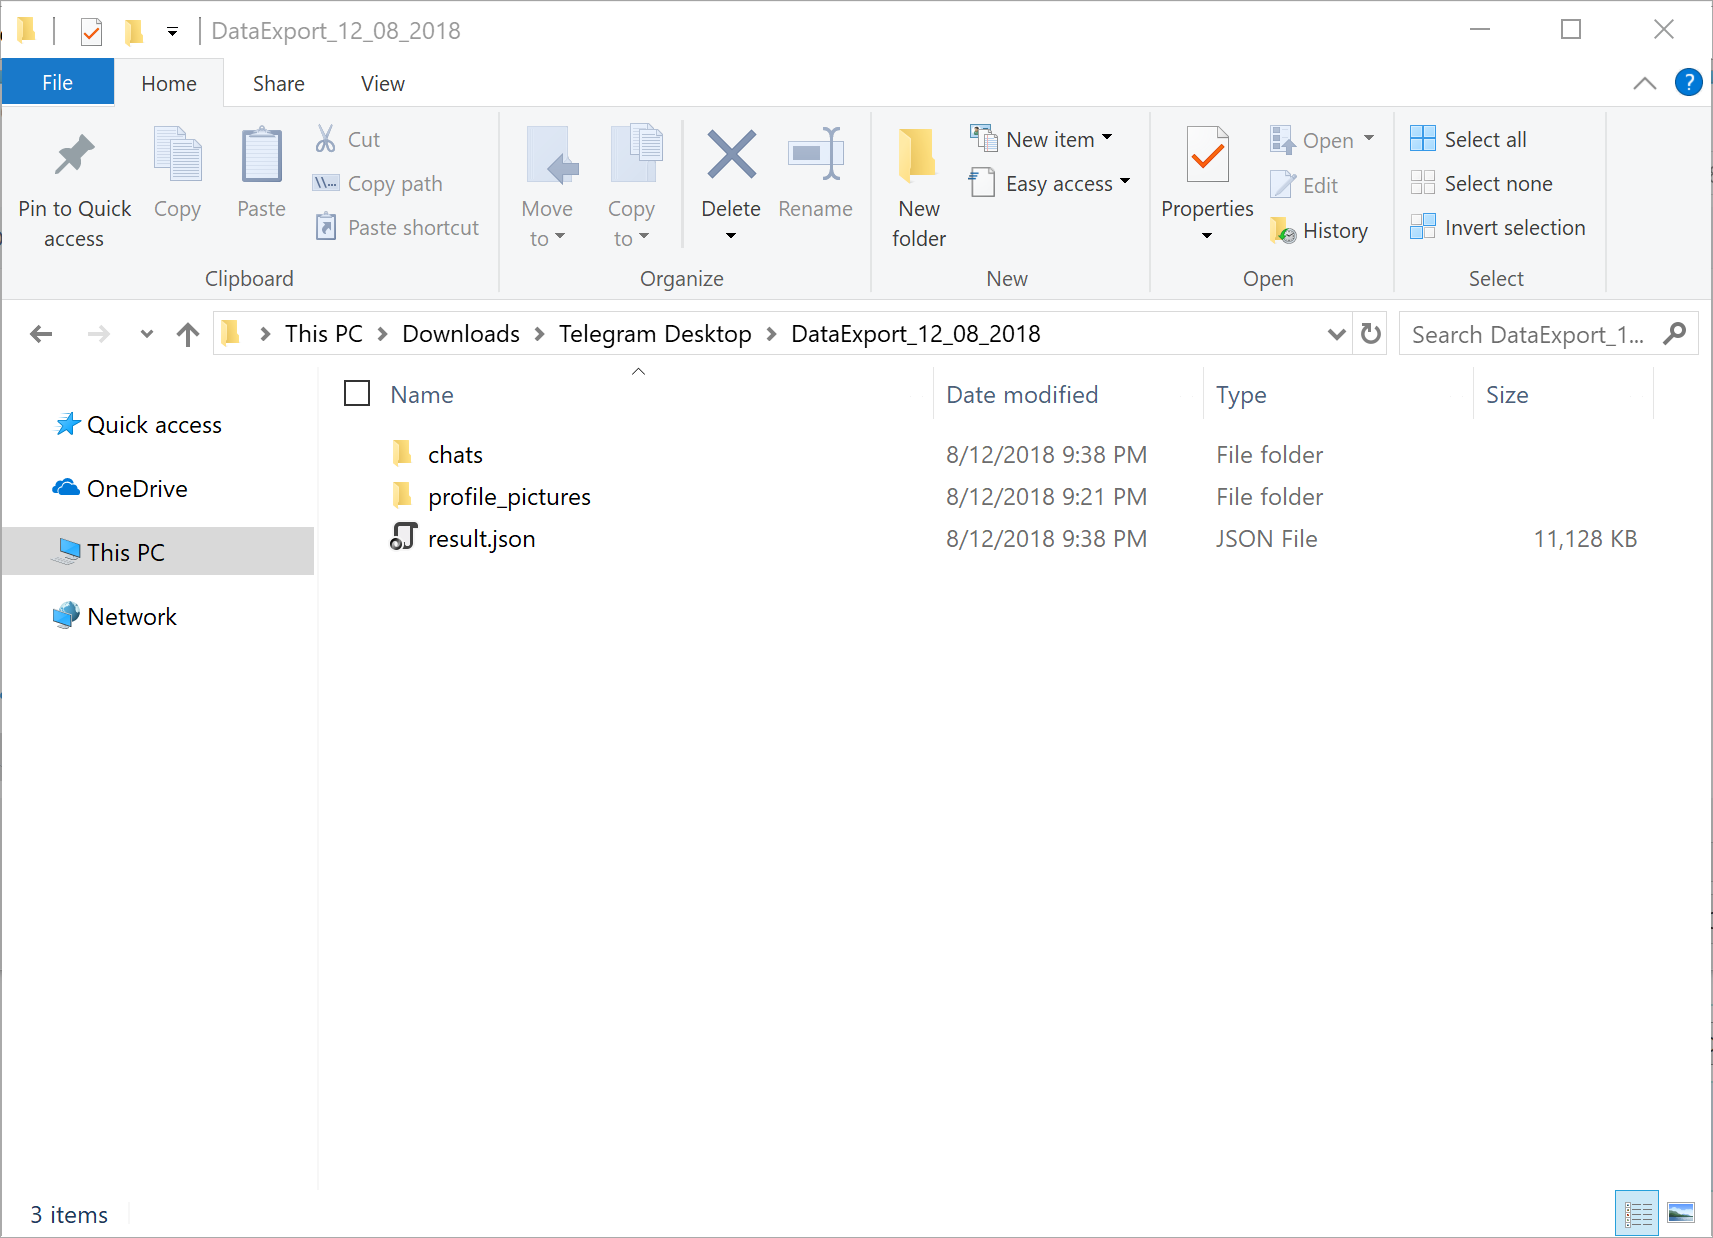 DataExport_12_08_2018
File Home Share View
?
Pin to Quick access
Copy
Paste
Cut
Copy path
Paste shortcut
Clipboard
Move to
Copy to
Delete
Rename
Organize
New folder
New item
Easy access
New
Properties
Open
Edit
History
Open
Select all
Select none
Invert selection
Select
This PC > Downloads > Telegram Desktop > DataExport_12_08_2018
Search DataExport_1...
Quick access
OneDrive
This PC
Network
Name Date modified Type Size
chats 8/12/2018 9:38 PM File folder
profile_pictures 8/12/2018 9:21 PM File folder
result.json 8/12/2018 9:38 PM JSON File 11,128 KB
3 items